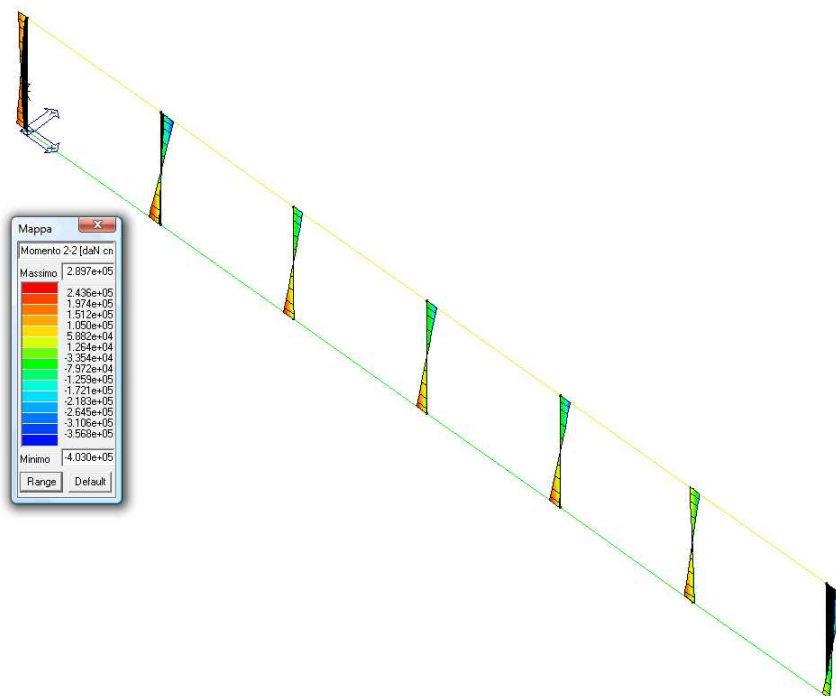 Mappa
Momento 2-2 [daN cn
Massimo 2.897e+05
2.436e+05
1.974e+05
1.512e+05
1.050e+05
5.882e+04
1.264e+04
-3.354e+04
-7.972e+04
-1.259e+05
-1.721e+05
-2.183e+05
-2.645e+05
-3.106e+05
-3.568e+05
Minimo -4.030e+05
Range Default